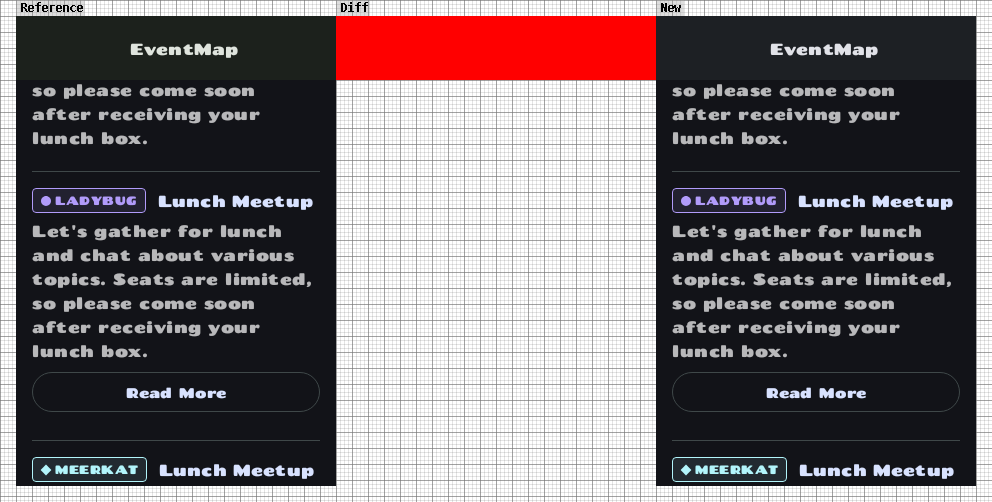 Reference
Diff
New
EventMap
so please come soon
after receiving your
lunch box.
LADYBUG Lunch Meetup
Let's gather for lunch
and chat about various
topics. Seats are limited,
so please come soon
after receiving your
lunch box.
Read More
MEERKAT Lunch Meetup
EventMap
so please come soon
after receiving your
lunch box.
LADYBUG Lunch Meetup
Let's gather for lunch
and chat about various
topics. Seats are limited,
so please come soon
after receiving your
lunch box.
Read More
MEERKAT Lunch Meetup